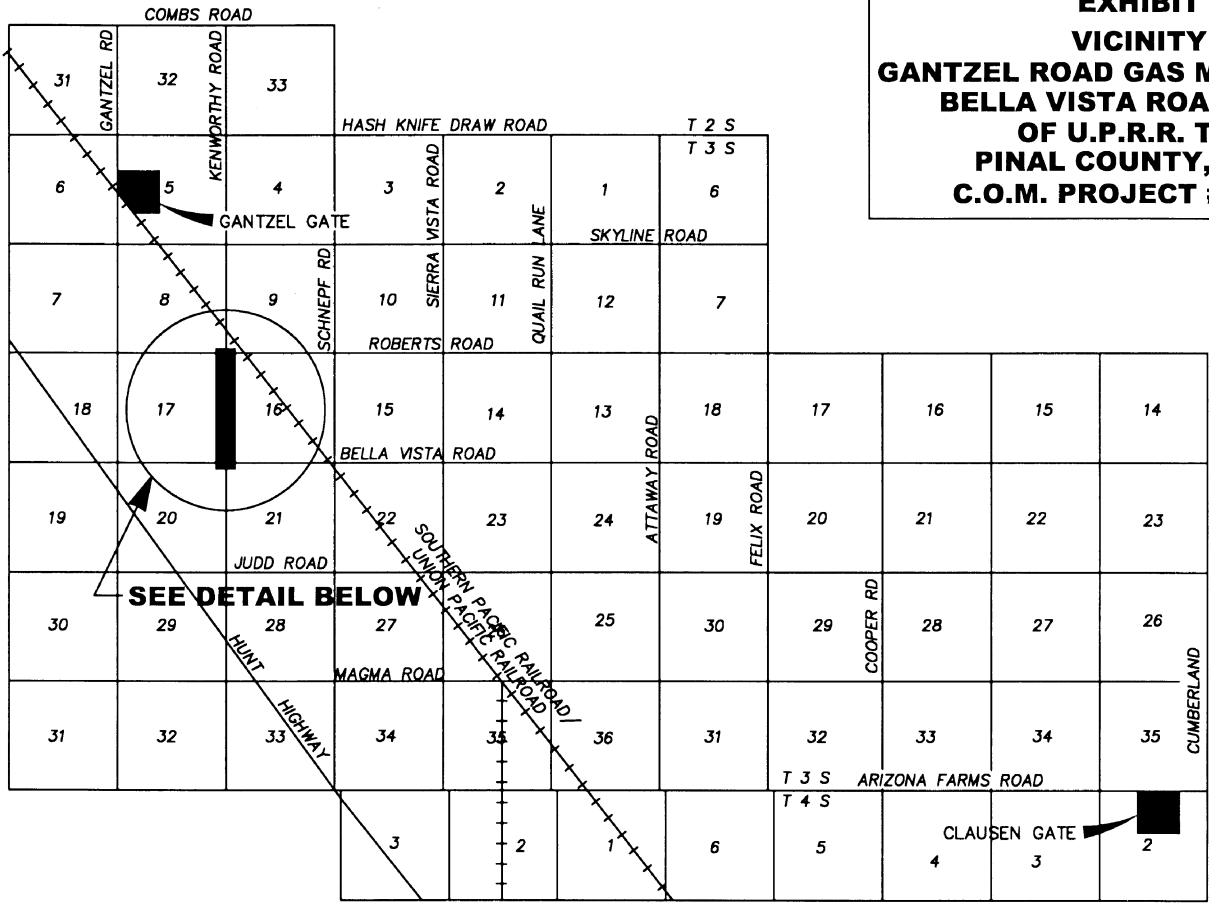 COMBS ROAD
EXHIBIT
VICINITY
GANTZEL ROAD GAS M
BELLA VISTA ROA
OF U.P.R.R. T
PINAL COUNTY,
C.O.M. PROJECT
GANTZEL RD
KENWORTHY ROAD
31 32 33
HASH KNIFE DRAW ROAD
T 2 S
T 3 S
SIERRA VISTA ROAD
QUAIL RUN LANE
6 5 4 3 2 1 6
GANTZEL GATE
SKYLINE ROAD
SCHNEPF RD
7 8 9 10 11 12 7
ROBERTS ROAD
18 17 16 15 14 13 18 17 16 15 14
BELLA VISTA ROAD
ATTAWAY ROAD
FELIX ROAD
19 20 21 22 23 24 19 20 21 22 23
SOUTHERN PACIFIC RAILROAD/
UNION PACIFIC RAILROAD
JUDD ROAD
SEE DETAIL BELOW
30 29 28 27 25 30 29 28 27 26
COOPER RD
HUNT
HIGHWAY
MAGMA ROAD
CUMBERLAND
31 32 33 34 35 36 31 32 33 34 35
T 3 S
ARIZONA FARMS ROAD
T 4 S
CLAUSEN GATE
3 2 1 6 5 4 3 2